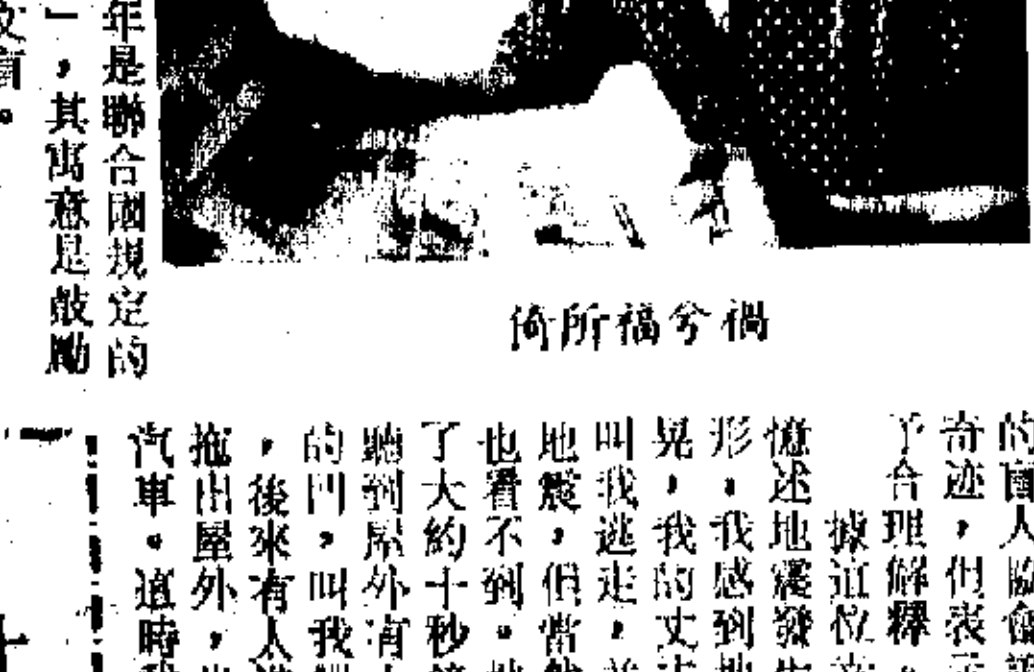 年是聯合國規定的
」，其寓意是鼓勵
。
禍兮福所倚
的盲人
奇迹，但表
予合理解釋
據這位
憶述地震發生
形。我感到地
晃，我的丈夫
叫我逃走，
地震，但當
也看不到。
了大約十秒
聽到屋外有
的門，叫我
，後來有人
拖出屋外，
汽車。這時